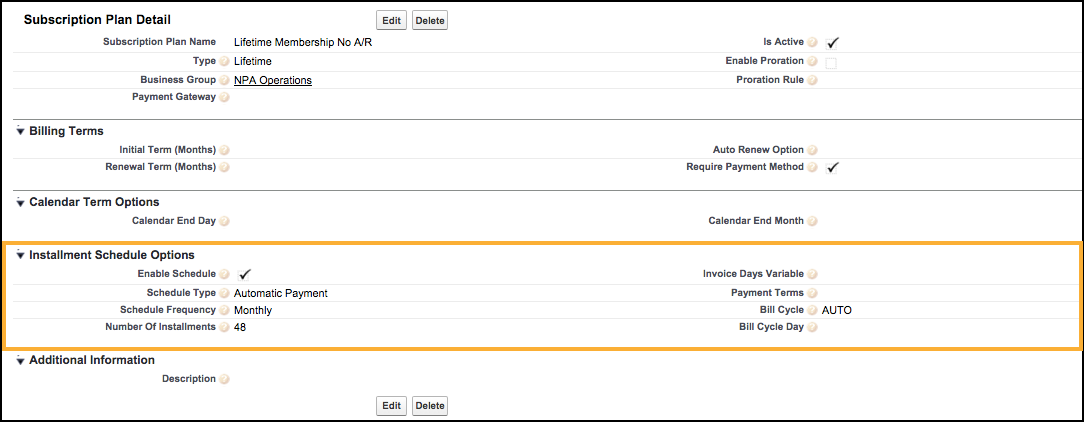 Subscription Plan Detail Edit Delete
Subscription Plan Name Lifetime Membership No A/R Is Active
Type Lifetime Enable Proration
Business Group NPA Operations Proration Rule
Payment Gateway
Billing Terms
Initial Term (Months) Auto Renew Option
Renewal Term (Months) Require Payment Method
Calendar Term Options
Calendar End Day Calendar End Month
Installment Schedule Options
Enable Schedule Invoice Days Variable
Schedule Type Automatic Payment Payment Terms
Schedule Frequency Monthly Bill Cycle AUTO
Number Of Installments 48 Bill Cycle Day
Additional Information
Description
Edit Delete